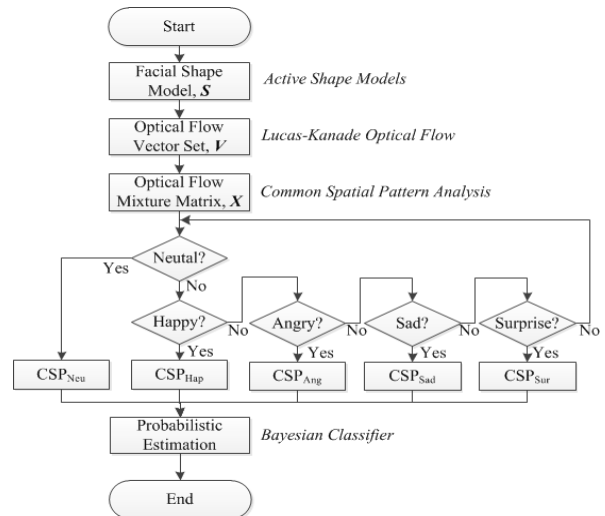 Start
Facial Shape
Model, S
Active Shape Models
Optical Flow
Vector Set, V
Lucas-Kanade Optical Flow
Optical Flow
Mixture Matrix, X
Common Spatial Pattern Analysis
Neutal?
Yes
No
Happy?
No
Angry?
No
Sad?
No
Surprise?
No
Yes
Yes
Yes
Yes
CSPNeu
CSPHap
CSPAng
CSPSad
CSPSur
Probabilistic
Estimation
Bayesian Classifier
End